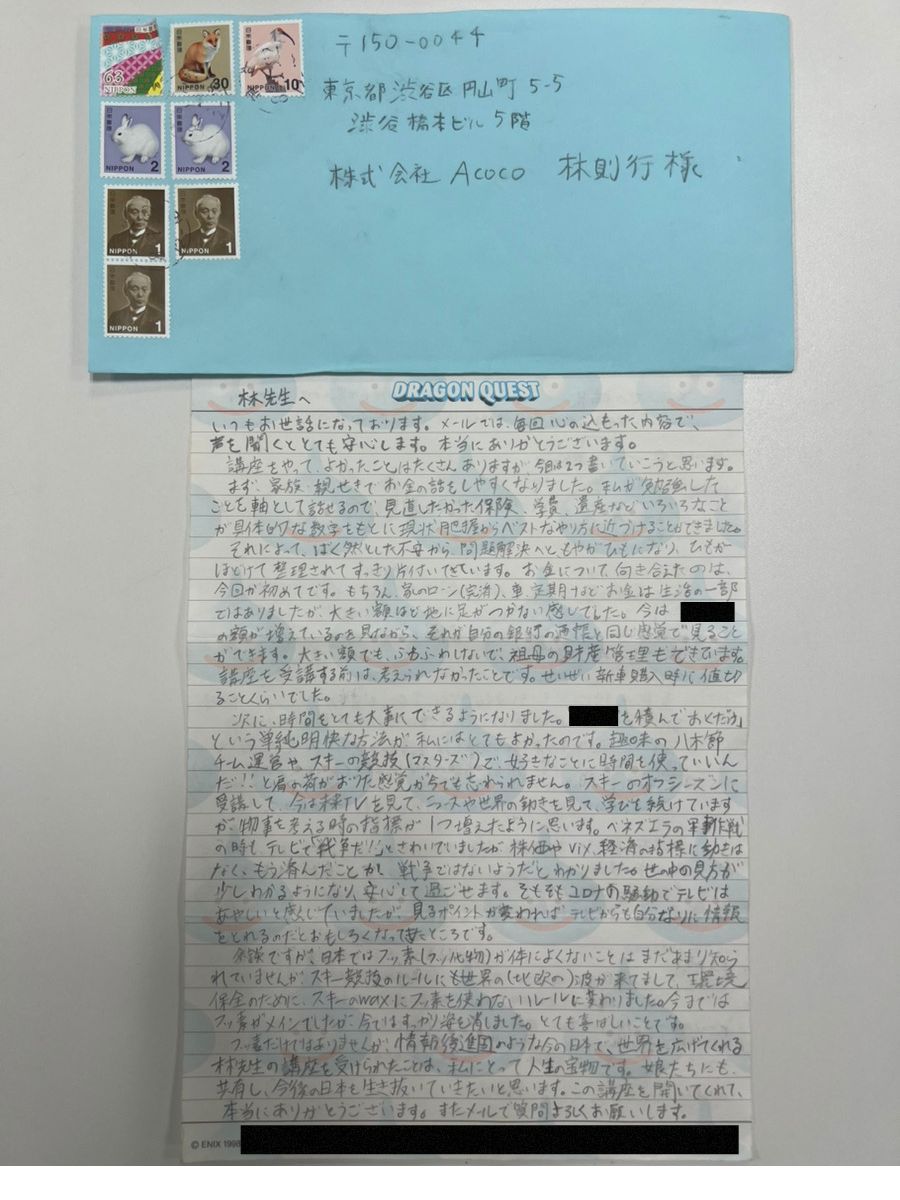 63
NIPPON
日本郵便
30
NIPPON
日本郵便
10
NIPPON
日本郵便
NIPPON 2
日本郵便
NIPPON 2
日本郵便
NIPPON 1
日本郵便
NIPPON 1
日本郵便
NIPPON 1
〒150-0044
東京都渋谷区円山町5-5
渋谷橋本ビル5階
株式会社 Acoco 林則行様
DRAGON QUEST
林先生へ
いつもお世話になっております。メールでは、毎回心の込もった内容で、
声を聞くととても安心します。本当にありがとうございます。
講座をやって、よかったことはたくさんありますが、今回は2つ書いていこうと思います。
まず、家族・親せきでお金の話をしやすくなりました。私が勉強した
ことを軸として話せるので、見直したかった保険、学費、遺産などいろいろなこと
が具体的な数字をもとに現状把握からベストなやり方に近づけることができました。
それによって、ばく然とした不安から、問題解決へともやがひもになり、ひもが
ほどけて整理されてすっきり片付いてきています。お金について、向き合えたのは、
今回が初めてです。もちろん、家のローン(完済)、車、定期などお金は生活の一部
ではありましたが、大きい額ほど地に足がつかない感じでした。今は
の額が増えているのを見ながら、それが自分の銀行の通帳と同じ感覚で見ること
ができます。大きい額でも、ふわふわしないで、祖母の財産管理もできています。
講座を受講する前は、考えられなかったことです。せいぜい新車購入時に値切
ることくらいでした。
次に、時間をとても大事にできるようになりました。 を積んでおくだけ」
という単純明快な方法が私にはとてもよかったのです。趣味の八木節
チーム運営や、スキーの競技(マスターズ)で、好きなことに時間を使っていいん
だ!!と肩の荷がおりた感覚が今でも忘れられません。スキーのオフシーズンに
受講して、今は株TVを見て、ニュースや世界の動きを見て、学びを続けています
が、物事を考える時の指標が1つ増えたように思います。ベネズエラの軍事作戦
の時も、テレビで「戦争だ!!」とさわいでいましたが株価やVIX、経済の指標に動きは
なく、もう済んだことか、戦争ではないようだとわかりました。世の中の見方が
少しわかるようになり、安心して過ごせます。そもそもコロナの騒動でテレビは
あやしいと感じていましたが、見るポイントが変われば、テレビからも自分なりに情報
をとれるのだとおもしろくなってきたところです。
余談ですが、日本ではフッ素(フッ化物)が体によくないことはまだあまり知ら
れていませんが、スキー競技のルールにも世界の(北欧の)波が来てまして、環境
保全のために、スキーのwaxにフッ素を使わないルールに変わりました。今までは
フッ素がメインでしたが、今ではすっかり姿を消しました。とても喜ばしいことです。
フッ素だけではありませんが、情報後進国のような今の日本で、世界を広げてくれる
林先生の講座を受けられたことは、私にとって人生の宝物です。娘たちにも、
共有し、今後の日本を生き抜いていきたいと思います。この講座を開いてくれて、
本当にありがとうございます。またメールで質問よろしくお願いします。
© ENIX 1998